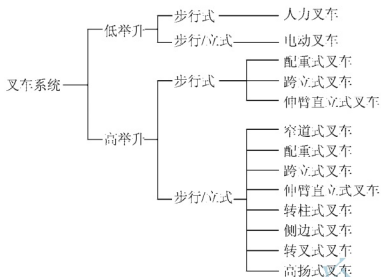 叉车系统
低举升
步行式
人力叉车
步行/立式
电动叉车
高举升
步行式
配重式叉车
跨立式叉车
伸臂直立式叉车
步行/立式
窄道式叉车
配重式叉车
跨立式叉车
伸臂直立式叉车
转柱式叉车
侧边式叉车
转叉式叉车
高扬式叉车